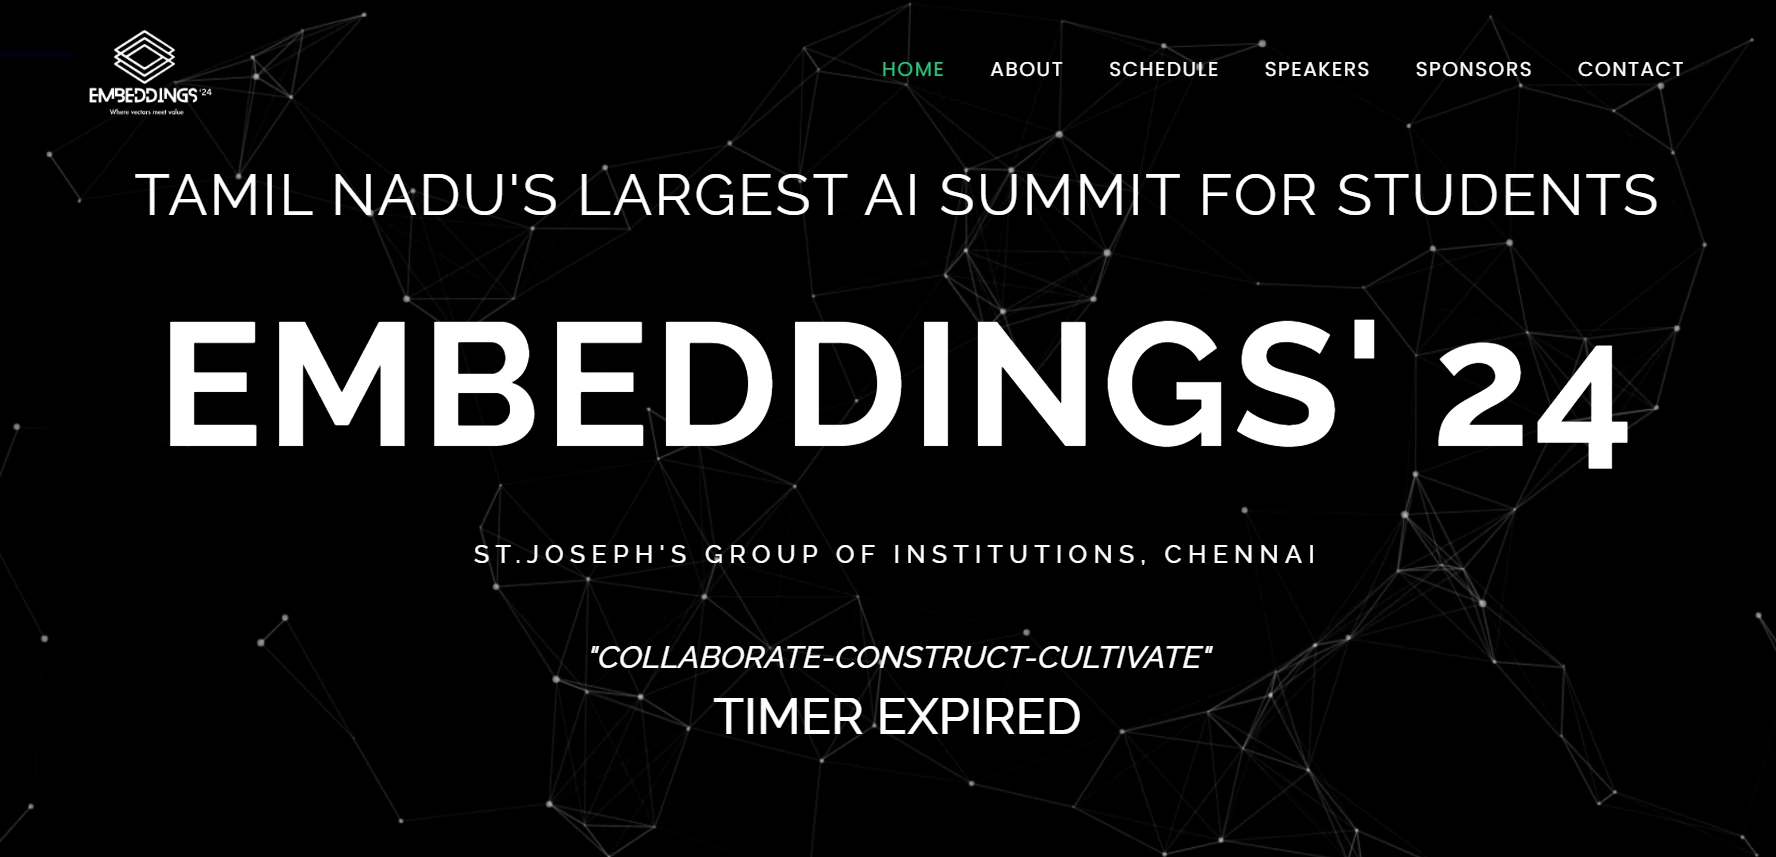 EMBEDDINGS '24
Where vectors meet value
HOME ABOUT SCHEDULE SPEAKERS SPONSORS CONTACT
TAMIL NADU'S LARGEST AI SUMMIT FOR STUDENTS
EMBEDDINGS' 24
ST.JOSEPH'S GROUP OF INSTITUTIONS, CHENNAI
"COLLABORATE-CONSTRUCT-CULTIVATE"
TIMER EXPIRED